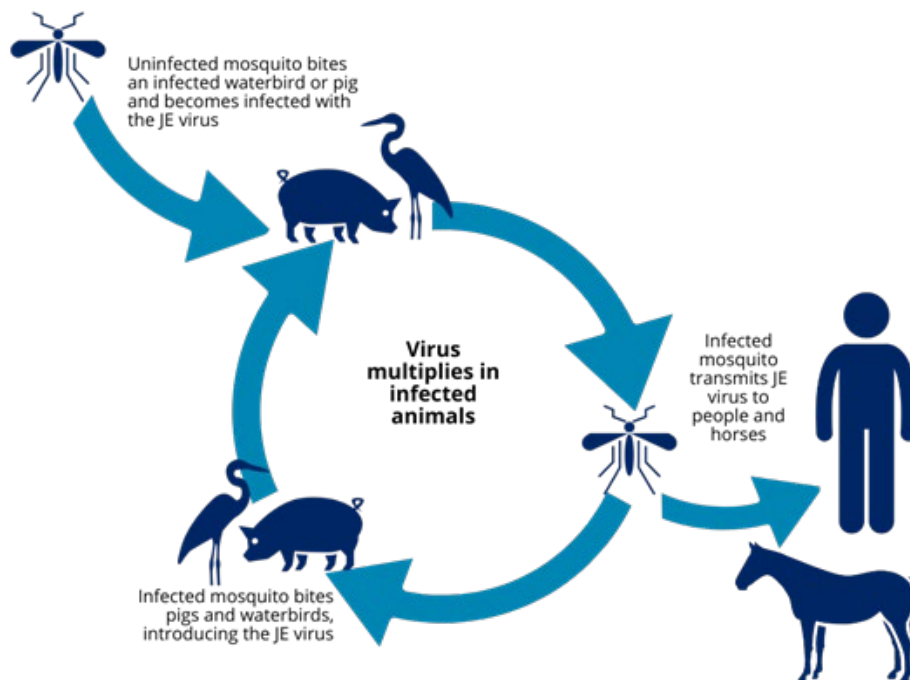 Uninfected mosquito bites
an infected waterbird or pig
and becomes infected with
the JE virus
Virus
multiplies in
infected
animals
Infected
mosquito
transmits JE
virus to
people and
horses
Infected mosquito bites
pigs and waterbirds,
introducing the JE virus